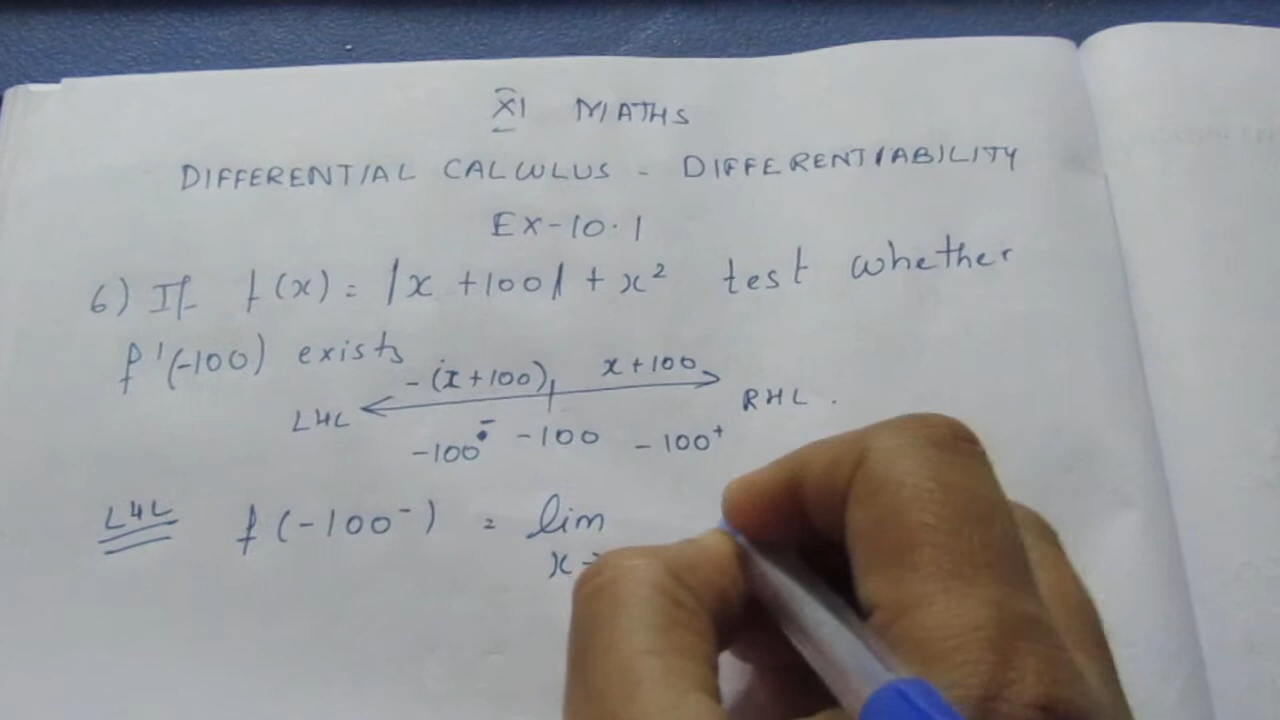 XI MATHS
DIFFERENTIAL CALCULUS - DIFFERENTIABILITY
EX-10.1
6) If f(x) = |x + 100| + x² test whether
f'(-100) exists
-(x+100) x+100
LHL RHL .
-100⁻ -100 -100⁺
LHL f(-100⁻) = lim
x